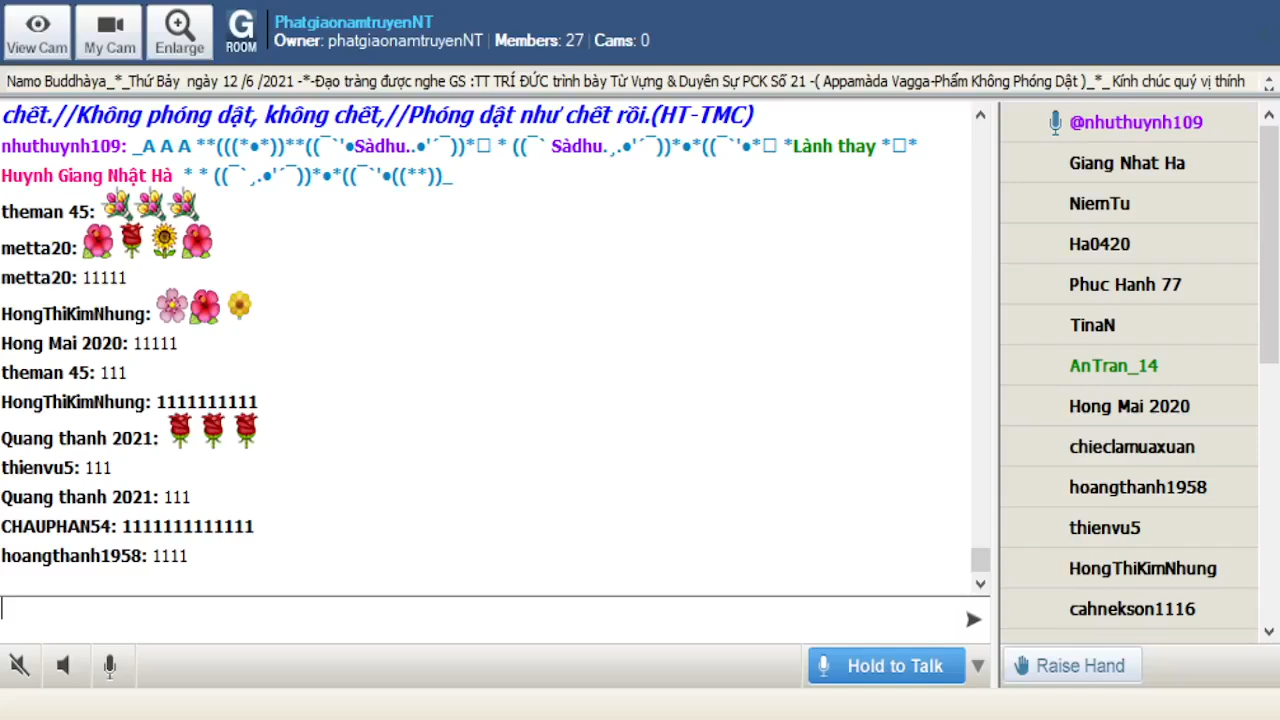 View Cam
My Cam
Enlarge
G
ROOM
PhatgiaonamtruyenNT
Owner: phatgiaonamtruyenNT | Members: 27 | Cams: 0
Namo Buddhàya_*_Thứ Bảy ngày 12 /6 /2021 -*-Đạo tràng được nghe GS :TT TRÍ ĐỨC trình bày Từ Vựng & Duyên Sự PCK Số 21 -( Appamàda Vagga-Phẩm Không Phóng Dật )_*_Kính chúc quý vị thính
chết.//Không phóng dật, không chết,//Phóng dật như chết rồi.(HT-TMC)
nhuthuynh109: _A A A **(((*•*))**((¯`'•Sàdhu..•'´¯))*□ * ((¯` Sàdhu.¸.•'´¯))*•*((¯`'•*□ *Lành thay *□*
Huynh Giang Nhật Hà * * ((¯`¸.•'´¯))*•*((¯`'•((**))_
theman 45:
metta20:
metta20: 11111
HongThiKimNhung:
Hong Mai 2020: 11111
theman 45: 111
HongThiKimNhung: 1111111111
Quang thanh 2021:
thienvu5: 111
Quang thanh 2021: 111
CHAUPHAN54: 1111111111111
hoangthanh1958: 1111
@nhuthuynh109
Giang Nhat Ha
NiemTu
Ha0420
Phuc Hanh 77
TinaN
AnTran_14
Hong Mai 2020
chieclamuaxuan
hoangthanh1958
thienvu5
HongThiKimNhung
cahnekson1116
Hold to Talk
Raise Hand